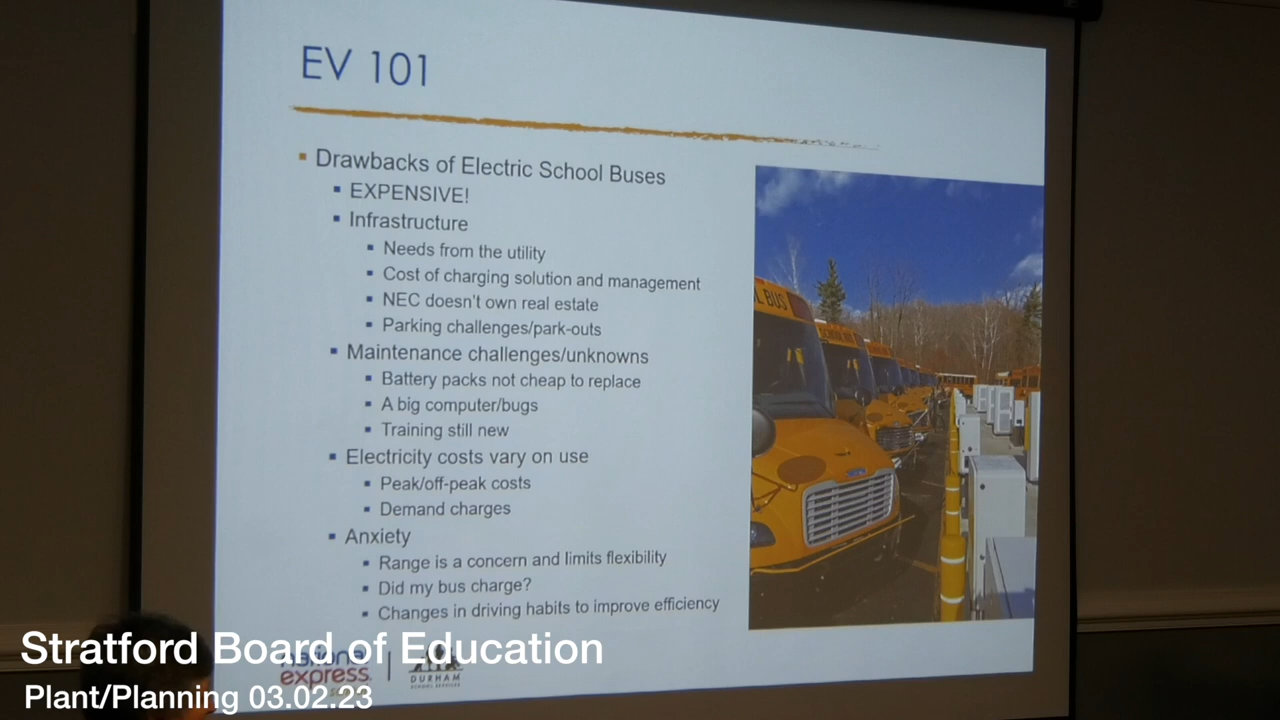 EV 101
Drawbacks of Electric School Buses
EXPENSIVE!
Infrastructure
Needs from the utility
Cost of charging solution and management
NEC doesn't own real estate
Parking challenges/park-outs
Maintenance challenges/unknowns
Battery packs not cheap to replace
A big computer/bugs
Training still new
Electricity costs vary on use
Peak/off-peak costs
Demand charges
Anxiety
Range is a concern and limits flexibility
Did my bus charge?
Changes in driving habits to improve efficiency
L BUS
Stratford Board of Education
national
express
DURHAM
SCHOOL SERVICES
Plant/Planning 03.02.23